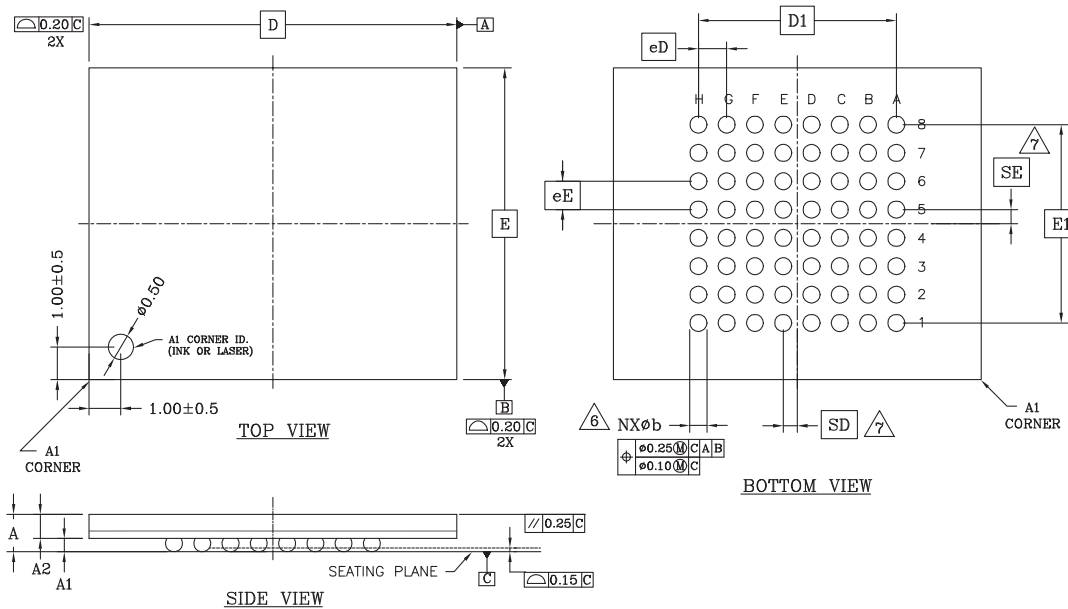 ⌓ 0.20 C
2X
D
A
E
1.00±0.5
ø0.50
A1 CORNER ID.
(INK OR LASER)
1.00±0.5
B
⌓ 0.20 C
2X
TOP VIEW
A1
CORNER
D1
eD
H G F E D C B A
8
7
6
5
4
3
2
1
eE
7
SE
E1
6 NXøb
⌖ ø0.25Ⓜ C A B
ø0.10Ⓜ C
SD 7
A1
CORNER
BOTTOM VIEW
A
A2
A1
// 0.25 C
SEATING PLANE
C
⌓ 0.15 C
SIDE VIEW